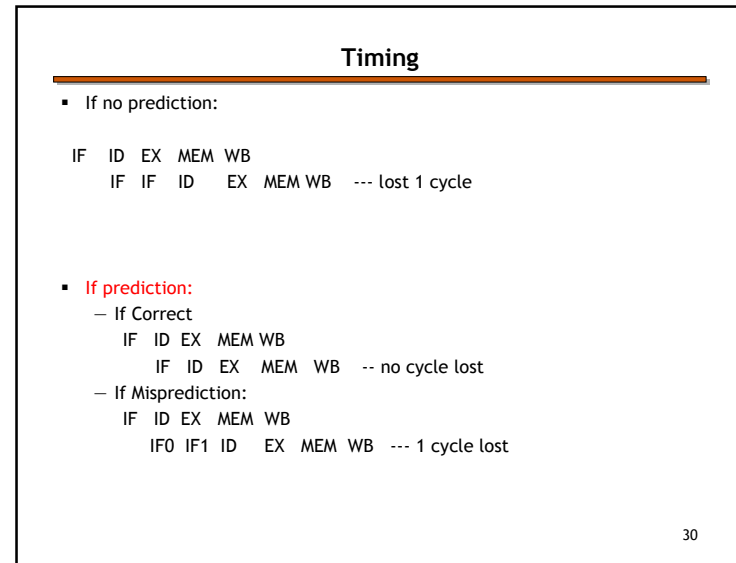 Timing
▪ If no prediction:
IF ID EX MEM WB
IF IF ID EX MEM WB --- lost 1 cycle
▪ If prediction:
— If Correct
IF ID EX MEM WB
IF ID EX MEM WB -- no cycle lost
— If Misprediction:
IF ID EX MEM WB
IF0 IF1 ID EX MEM WB --- 1 cycle lost
30